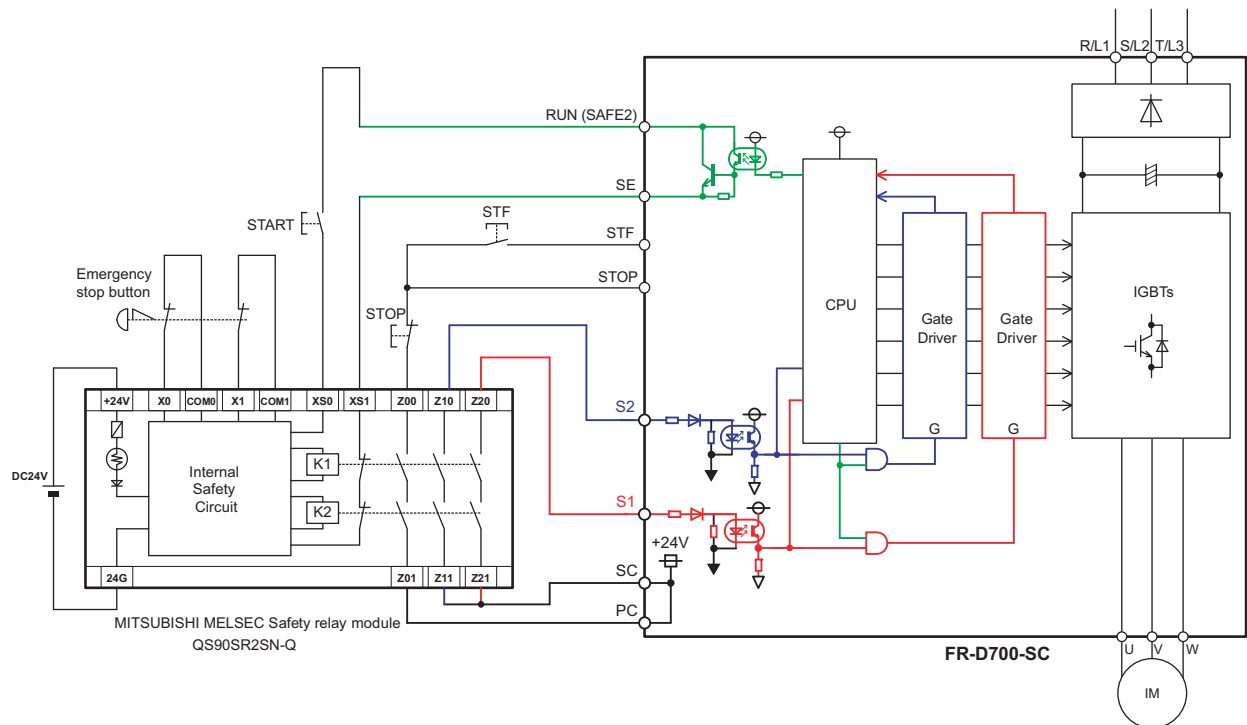 R/L1 S/L2 T/L3
RUN (SAFE2)
SE
START
STF
STF
STOP
Emergency
stop button
STOP
CPU
Gate
Driver
Gate
Driver
IGBTs
+24V
X0
COM0
X1
COM1
XS0
XS1
Z00
Z10
Z20
S2
G
G
DC24V
Internal
Safety
Circuit
K1
K2
S1
+24V
24G
Z01
Z11
Z21
SC
PC
MITSUBISHI MELSEC Safety relay module
QS90SR2SN-Q
FR-D700-SC
U
V
W
IM